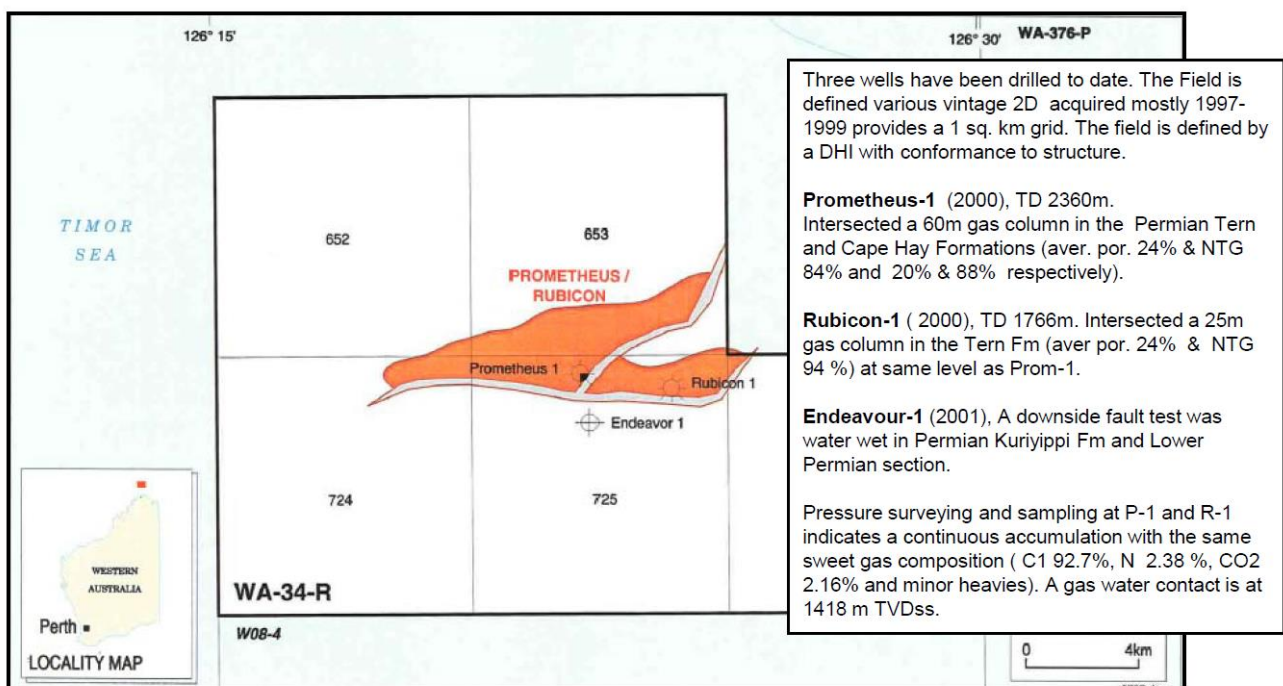 126° 15'
126° 30'
WA-376-P
TIMOR
SEA
652
653
PROMETHEUS /
RUBICON
Prometheus 1
Rubicon 1
Endeavor 1
724
725
WA-34-R
W08-4
WESTERN
AUSTRALIA
Perth
LOCALITY MAP
Three wells have been drilled to date. The Field is
defined various vintage 2D acquired mostly 1997-
1999 provides a 1 sq. km grid. The field is defined by
a DHI with conformance to structure.
Prometheus-1 (2000), TD 2360m.
Intersected a 60m gas column in the Permian Tern
and Cape Hay Formations (aver. por. 24% & NTG
84% and 20% & 88% respectively).
Rubicon-1 ( 2000), TD 1766m. Intersected a 25m
gas column in the Tern Fm (aver por. 24% & NTG
94 %) at same level as Prom-1.
Endeavour-1 (2001), A downside fault test was
water wet in Permian Kuriyippi Fm and Lower
Permian section.
Pressure surveying and sampling at P-1 and R-1
indicates a continuous accumulation with the same
sweet gas composition ( C1 92.7%, N 2.38 %, CO2
2.16% and minor heavies). A gas water contact is at
1418 m TVDss.
0
4km